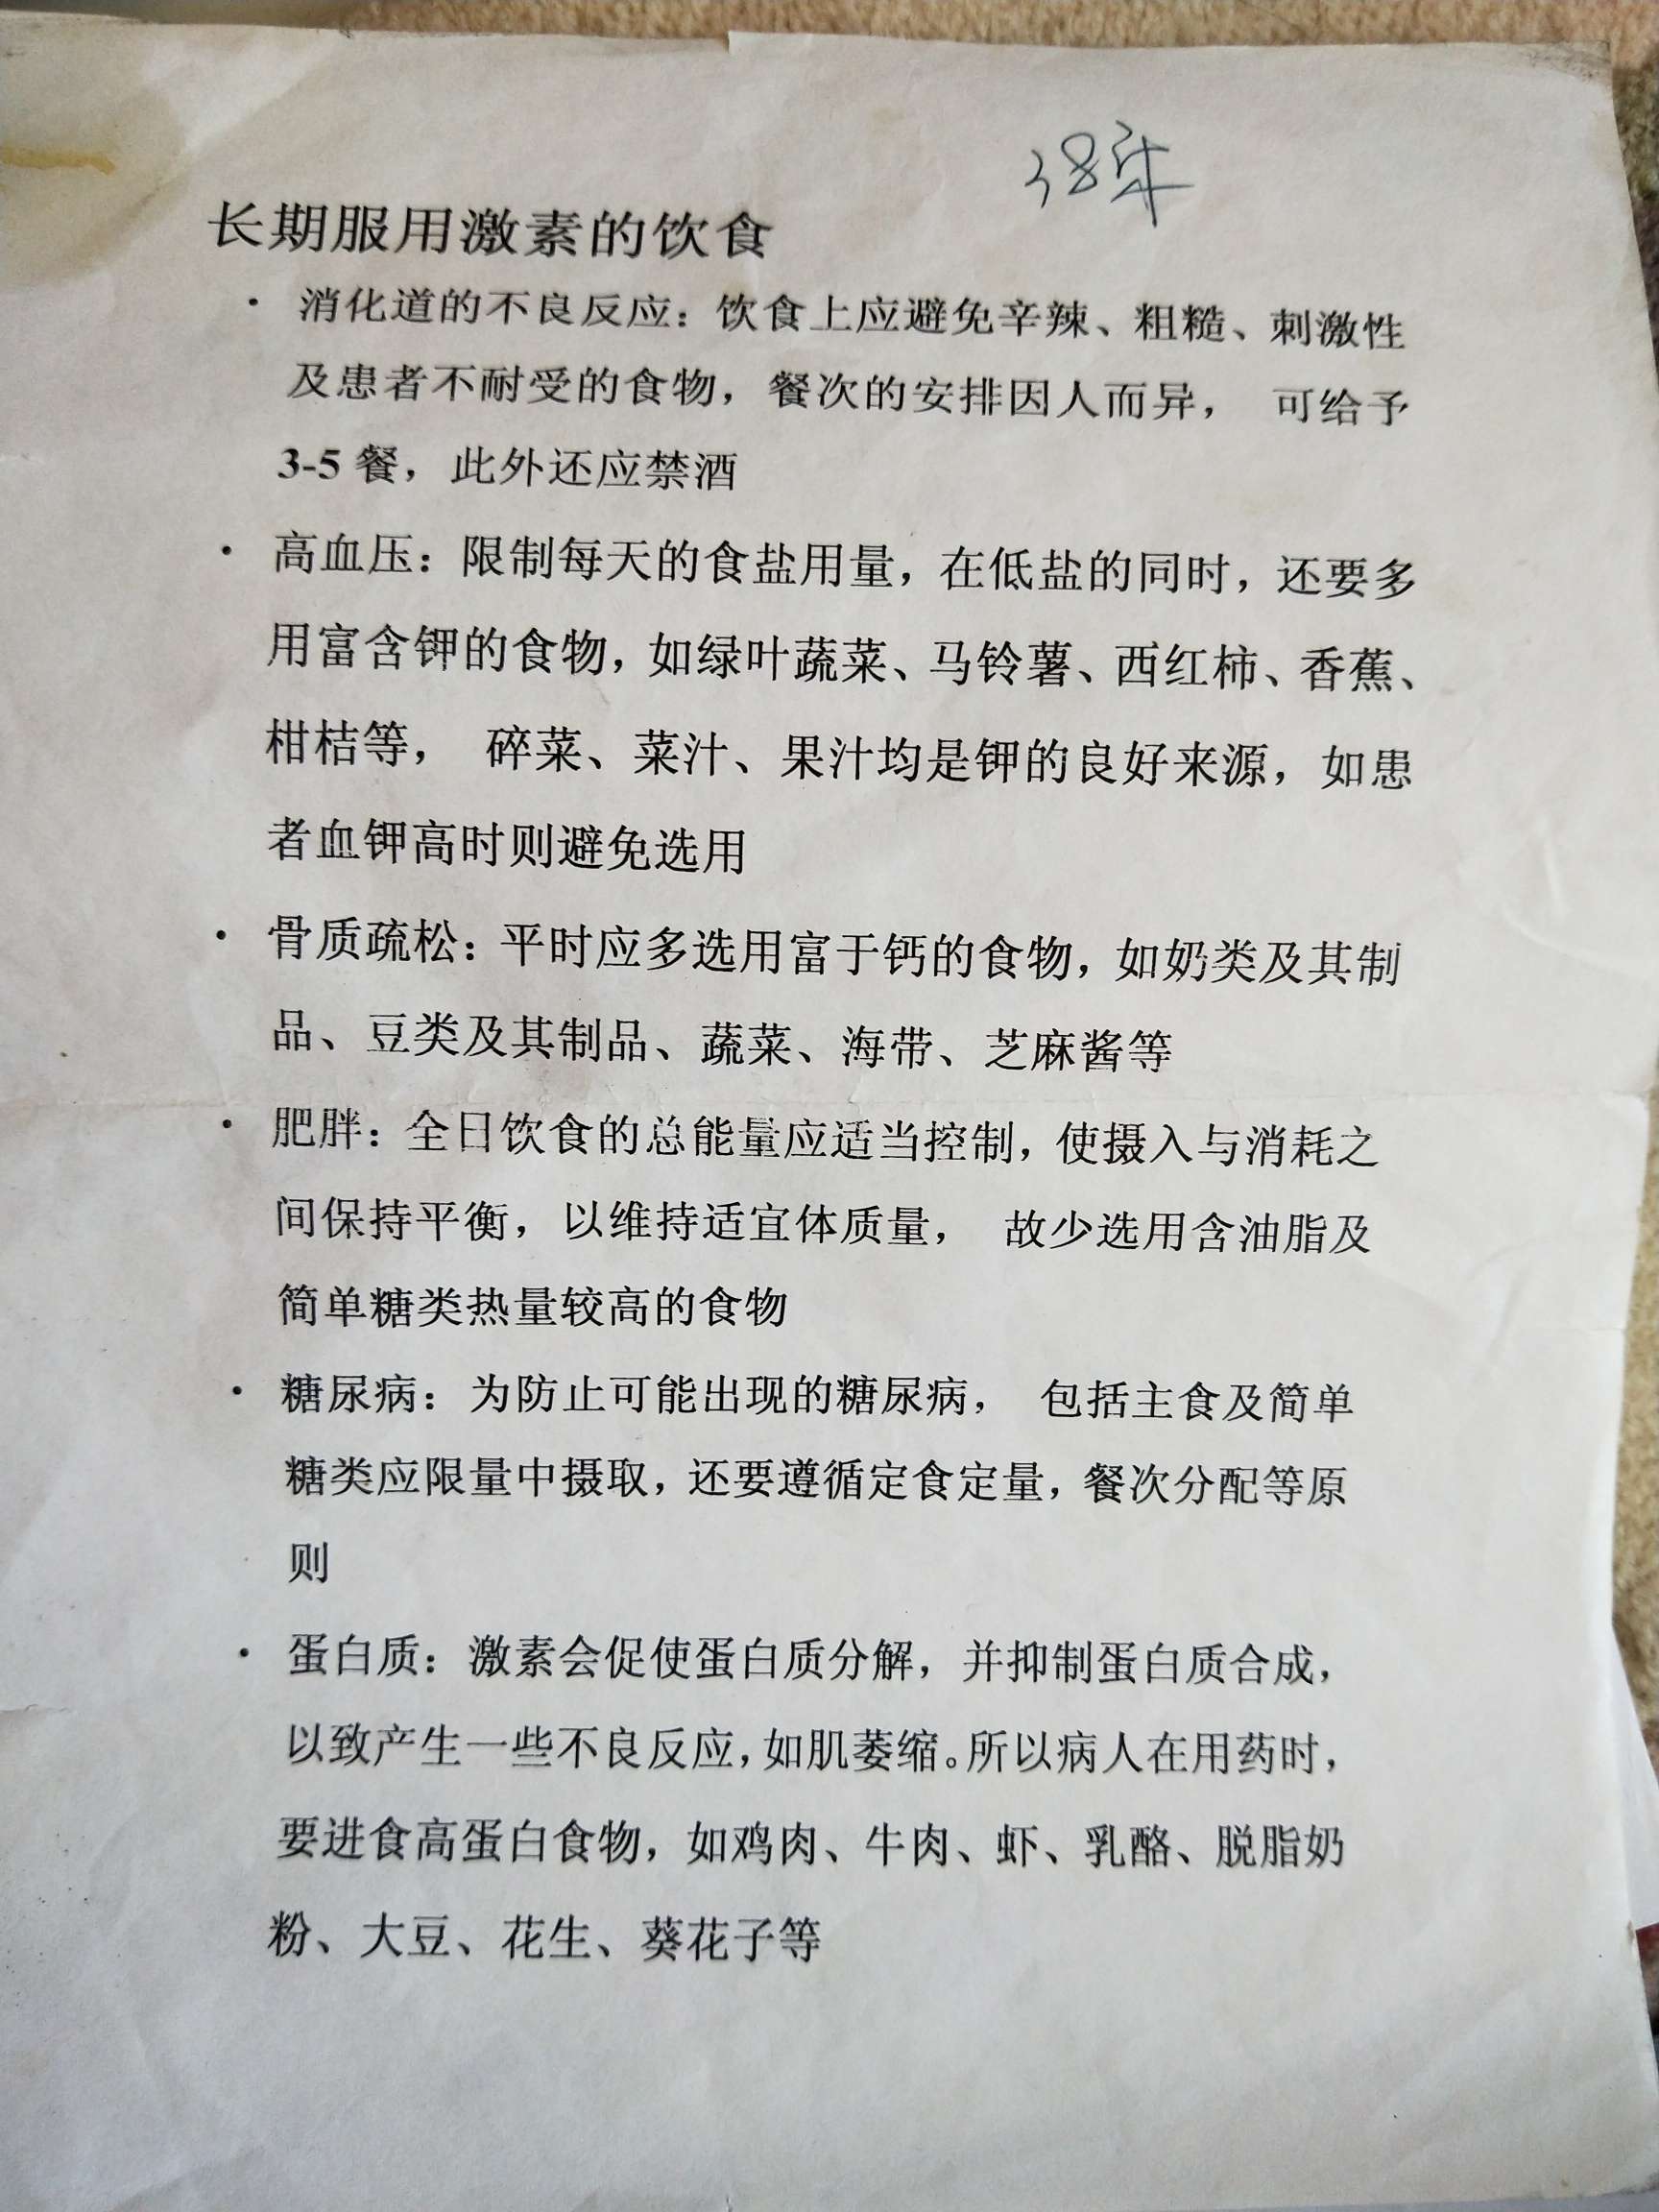 38床
长期服用激素的饮食
· 消化道的不良反应：饮食上应避免辛辣、粗糙、刺激性
及患者不耐受的食物，餐次的安排因人而异， 可给予
3-5 餐，此外还应禁酒
· 高血压：限制每天的食盐用量，在低盐的同时，还要多
用富含钾的食物，如绿叶蔬菜、马铃薯、西红柿、香蕉、
柑桔等， 碎菜、菜汁、果汁均是钾的良好来源，如患
者血钾高时则避免选用
· 骨质疏松：平时应多选用富于钙的食物，如奶类及其制
品、豆类及其制品、蔬菜、海带、芝麻酱等
· 肥胖：全日饮食的总能量应适当控制，使摄入与消耗之
间保持平衡，以维持适宜体质量， 故少选用含油脂及
简单糖类热量较高的食物
· 糖尿病：为防止可能出现的糖尿病， 包括主食及简单
糖类应限量中摄取，还要遵循定食定量，餐次分配等原
则
· 蛋白质：激素会促使蛋白质分解，并抑制蛋白质合成，
以致产生一些不良反应，如肌萎缩。所以病人在用药时，
要进食高蛋白食物，如鸡肉、牛肉、虾、乳酪、脱脂奶
粉、大豆、花生、葵花子等